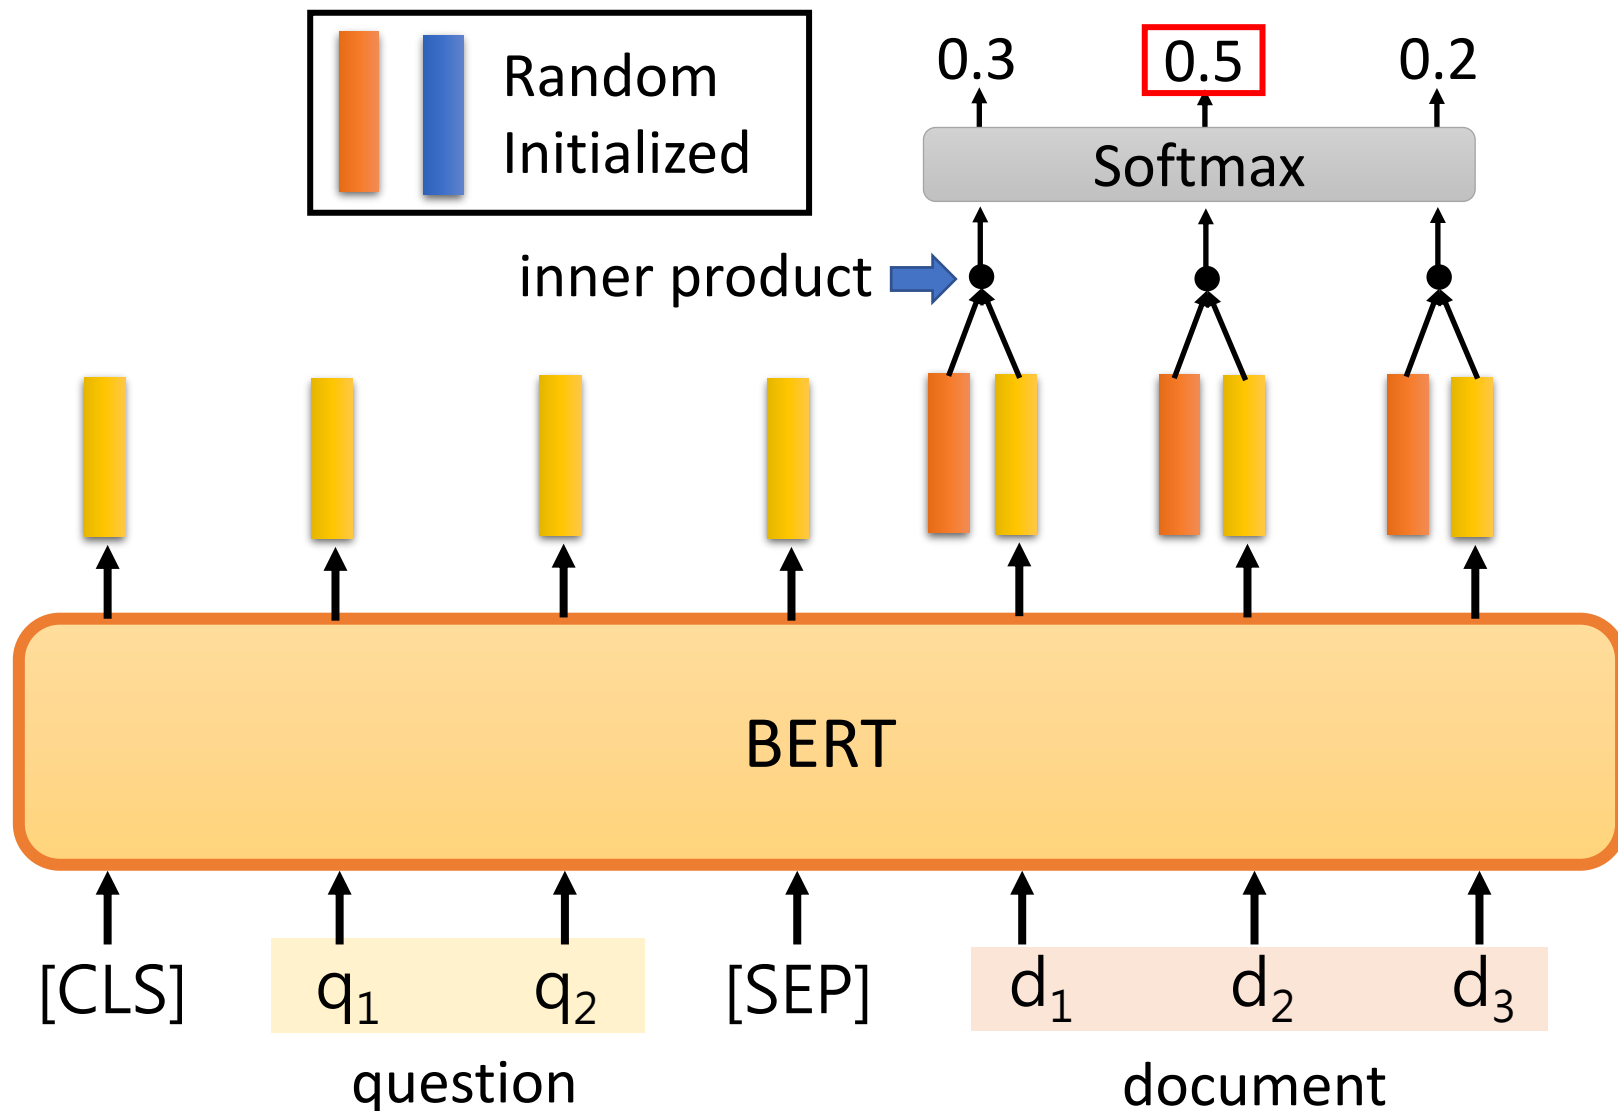 Random
Initialized
0.3 0.5 0.2
Softmax
inner product
BERT
[CLS] q₁ q₂ [SEP] d₁ d₂ d₃
question document